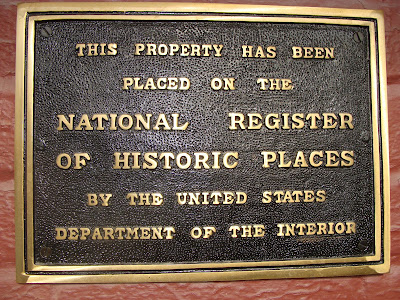 THIS PROPERTY HAS BEEN
PLACED ON THE
NATIONAL REGISTER
OF HISTORIC PLACES
BY THE UNITED STATES
DEPARTMENT OF THE INTERIOR